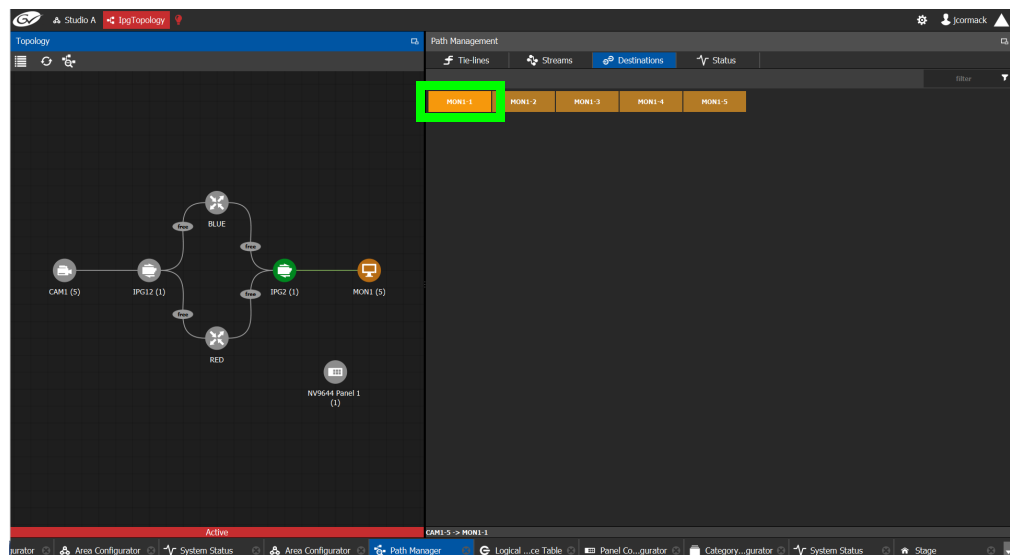 Studio A IpgTopology jcormack
Topology
Path Management
Tie-lines Streams Destinations Status
filter
MON1-1 MON1-2 MON1-3 MON1-4 MON1-5
BLUE
free
free
CAM1 (5) IPG12 (1) IPG2 (1) MON1 (5)
free
free
RED
NV9644 Panel 1
(1)
Active
CAM1-5 -> MON1-1
gurator Area Configurator System Status Area Configurator Path Manager Logical ...ce Table Panel Co...gurator Category...gurator System Status Stage